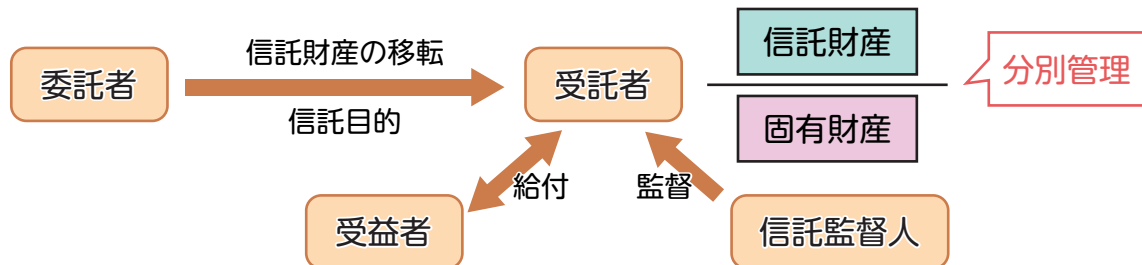 委託者
信託財産の移転
信託目的
受託者
信託財産
固有財産
分別管理
給付
監督
受益者
信託監督人